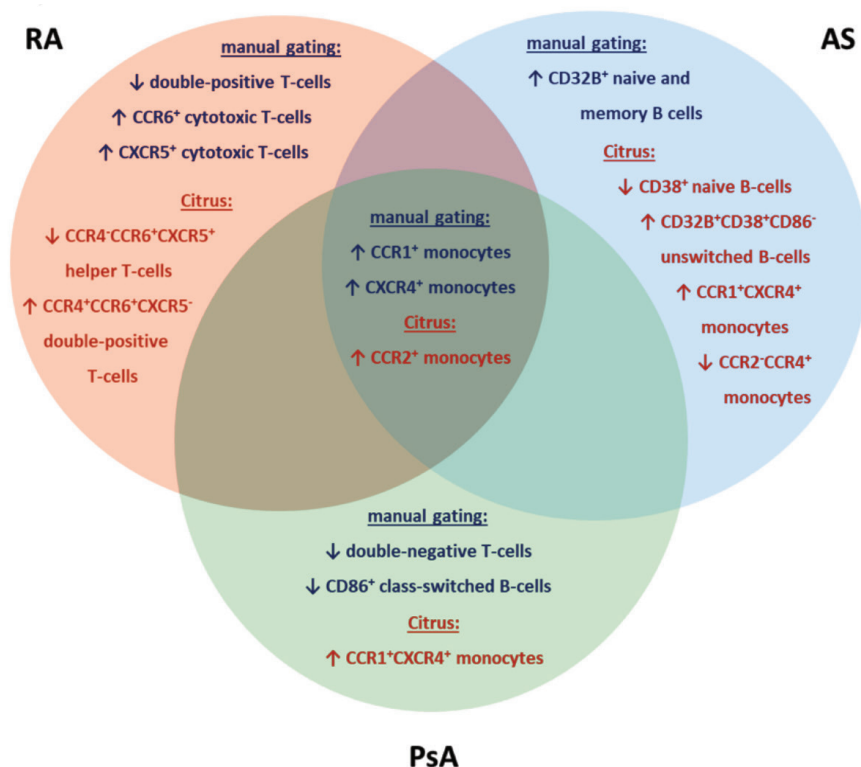 RA
manual gating:
↓ double-positive T-cells
↑ CCR6⁺ cytotoxic T-cells
↑ CXCR5⁺ cytotoxic T-cells
Citrus:
↓ CCR4⁻CCR6⁺CXCR5⁺
helper T-cells
↑ CCR4⁺CCR6⁺CXCR5⁻
double-positive
T-cells
AS
manual gating:
↑ CD32B⁺ naive and
memory B cells
Citrus:
↓ CD38⁺ naive B-cells
↑ CD32B⁺CD38⁺CD86⁻
unswitched B-cells
↑ CCR1⁺CXCR4⁺
monocytes
↓ CCR2⁻CCR4⁺
monocytes
manual gating:
↑ CCR1⁺ monocytes
↑ CXCR4⁺ monocytes
Citrus:
↑ CCR2⁺ monocytes
manual gating:
↓ double-negative T-cells
↓ CD86⁺ class-switched B-cells
Citrus:
↑ CCR1⁺CXCR4⁺ monocytes
PsA